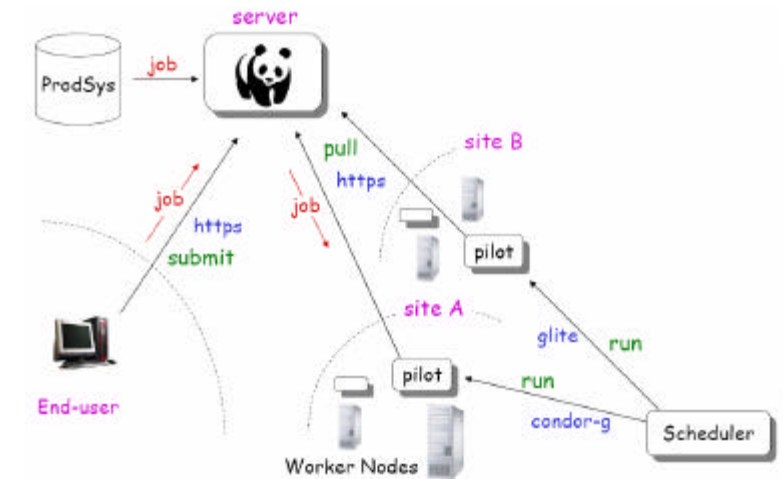 server
job
ProdSys
site B
pull
https
job
job
https
submit
pilot
site A
glite
run
pilot
run
End-user
condor-g
Scheduler
Worker Nodes